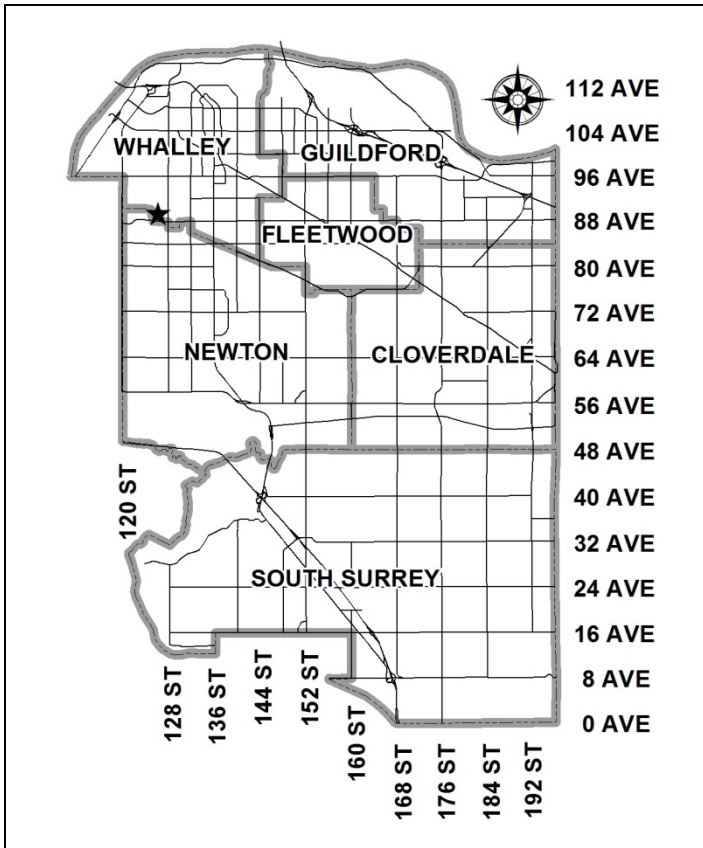 112 AVE
104 AVE
WHALLEY
GUILDFORD
96 AVE
88 AVE
FLEETWOOD
80 AVE
72 AVE
NEWTON
CLOVERDALE
64 AVE
56 AVE
48 AVE
120 ST
40 AVE
32 AVE
SOUTH SURREY
24 AVE
16 AVE
128 ST
136 ST
144 ST
152 ST
160 ST
8 AVE
0 AVE
168 ST
176 ST
184 ST
192 ST